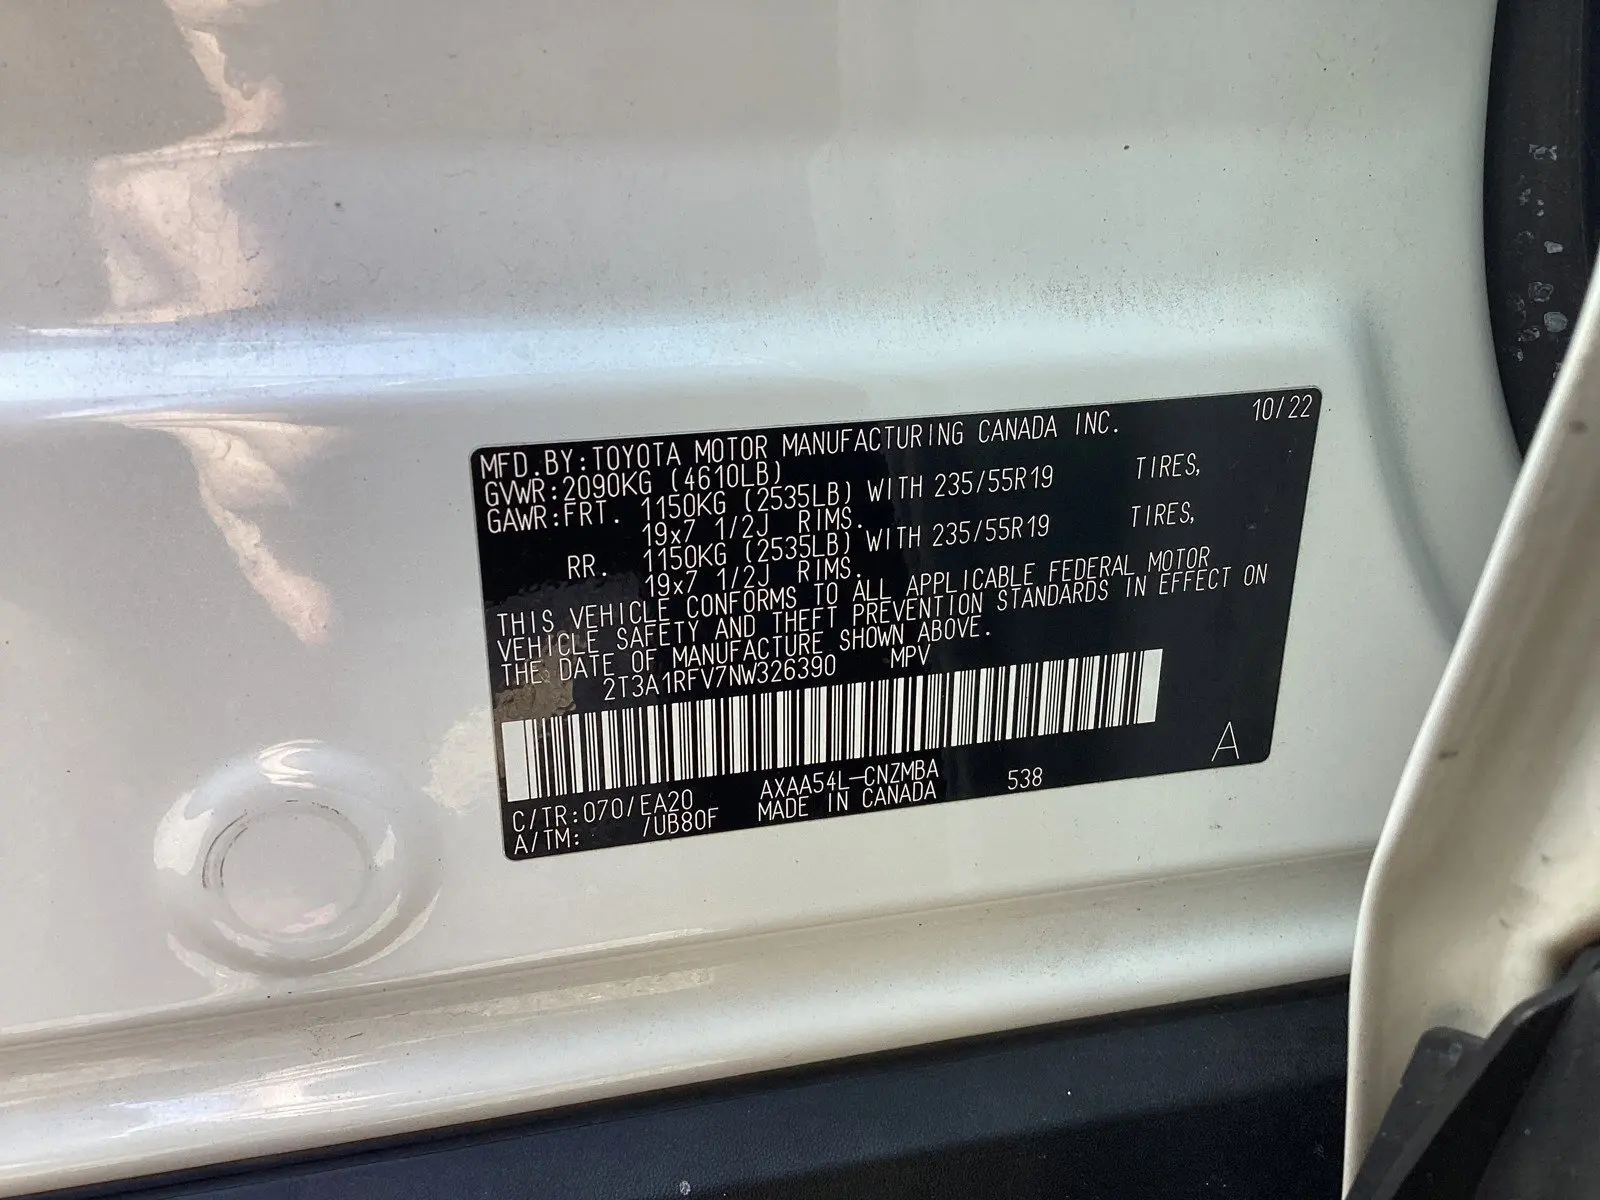 10/22
MFD.BY:TOYOTA MOTOR MANUFACTURING CANADA INC.
GVWR:2090KG (4610LB)
GAWR:FRT. 1150KG (2535LB) WITH 235/55R19 TIRES,
19x7 1/2J RIMS.
RR. 1150KG (2535LB) WITH 235/55R19 TIRES,
19x7 1/2J RIMS.
THIS VEHICLE CONFORMS TO ALL APPLICABLE FEDERAL MOTOR
VEHICLE SAFETY AND THEFT PREVENTION STANDARDS IN EFFECT ON
THE DATE OF MANUFACTURE SHOWN ABOVE.
2T3A1RFV7NW326390 MPV
A
C/TR:070/EA20 AXAA54L-CNZMBA 538
A/TM: /UB80F MADE IN CANADA